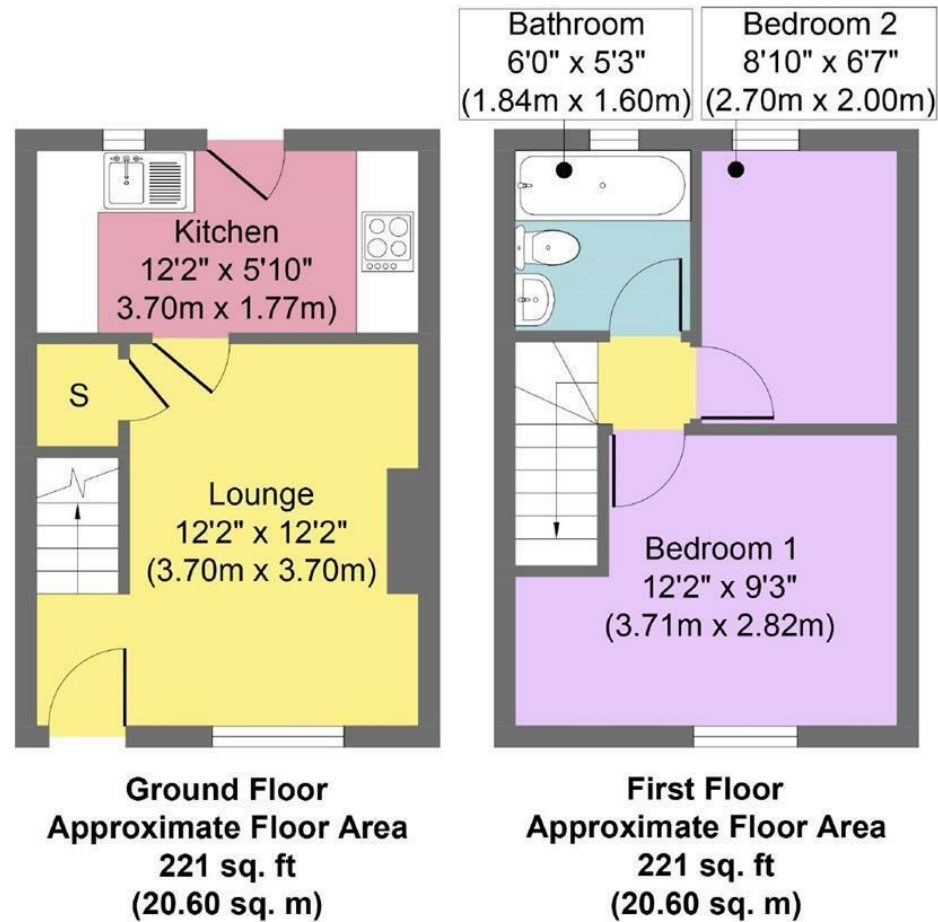 Bathroom
6'0" x 5'3"
(1.84m x 1.60m)
Bedroom 2
8'10" x 6'7"
(2.70m x 2.00m)
Kitchen
12'2" x 5'10"
3.70m x 1.77m)
S
Lounge
12'2" x 12'2"
(3.70m x 3.70m)
Bedroom 1
12'2" x 9'3"
(3.71m x 2.82m)
Ground Floor
Approximate Floor Area
221 sq. ft
(20.60 sq. m)
First Floor
Approximate Floor Area
221 sq. ft
(20.60 sq. m)